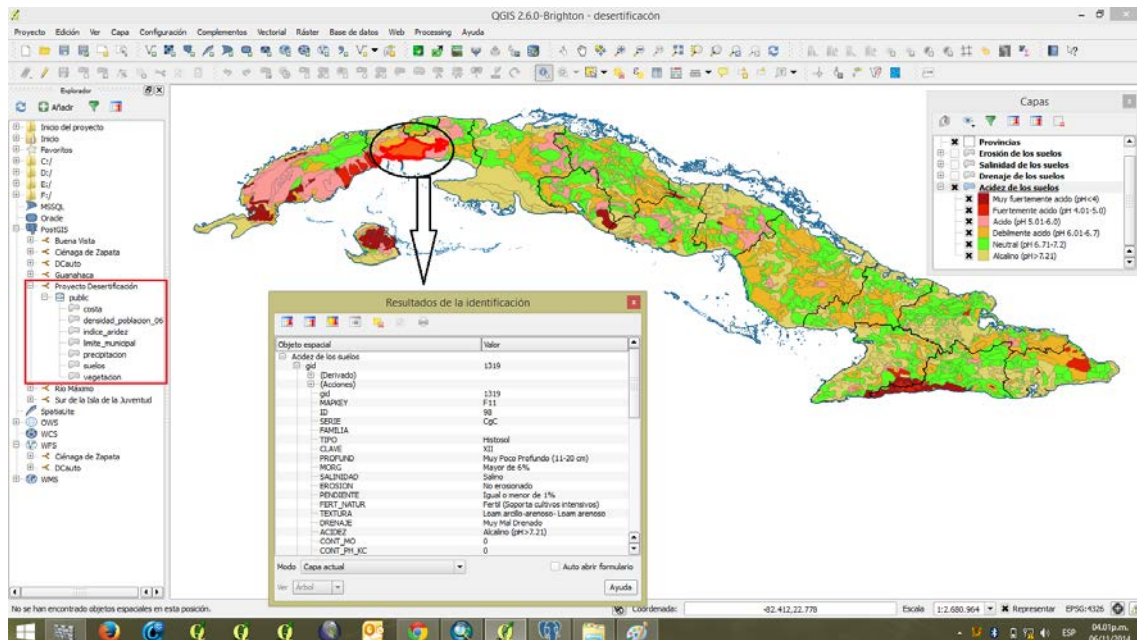 QGIS 2.6.0-Brighton - desertificacón
Proyecto Edición Ver Capa Configuración Complementos Vectorial Ráster Base de datos Web Processing Ayuda
Explorador
Añadir
Inicio del proyecto
Inicio
Favoritos
C:/
D:/
E:/
F:/
MSSQL
Oracle
PostGIS
Buena Vista
Ciénaga de Zapata
DCauto
Guanahaca
Proyecto Desertificación
public
costa
densidad_poblacion_06
indice_aridez
limite_municipal
precipitacion
suelos
vegetacion
Rio Máximo
Sur de la Isla de la Juventud
SpatiaLite
OWS
WCS
WFS
Ciénaga de Zapata
DCauto
WMS
Capas
Provincias
Erosión de los suelos
Salinidad de los suelos
Drenaje de los suelos
Acidez de los suelos
Muy fuertemente acido (pH<4)
Fuertemente acido (pH 4.01-5.0)
Acido (pH 5.01-6.0)
Debilmente acido (pH 6.01-6.7)
Neutral (pH 6.71-7.2)
Alcalino (pH>7.21)
Resultados de la identificación
Objeto espacial Valor
Acidez de los suelos
gid 1319
(Derivado)
(Acciones)
gid 1319
MAPKEY F11
ID 98
SERIE CgC
FAMILIA
TIPO Histosol
CLAVE XII
PROFUND Muy Poco Profundo (11-20 cm)
MORG Mayor de 6%
SALINIDAD Salino
EROSION No erosionado
PENDIENTE Igual o menor de 1%
FERT_NATUR Fertil (Soporta cultivos intensivos)
TEXTURA Loam arcillo-arenoso- Loam arenoso
DRENAJE Muy Mal Drenado
ACIDEZ Alcalino (pH>7.21)
CONT_MO 0
CONT_PH_KC 0
Modo Capa actual Auto abrir formulario
Ver Árbol Ayuda
No se han encontrado objetos espaciales en esta posición. Coordenada: -82.412,22.778 Escala 1:2.680.964 Representar EPSG:4326
ESP 04:01p.m.
06/11/2014